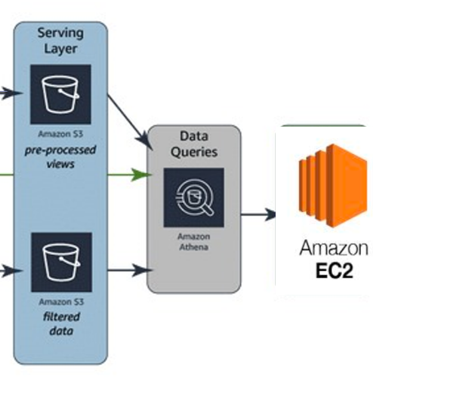 Serving
Layer
Amazon S3
pre-processed
views
Data
Queries
Amazon
Athena
Amazon
EC2
Amazon S3
filtered
data